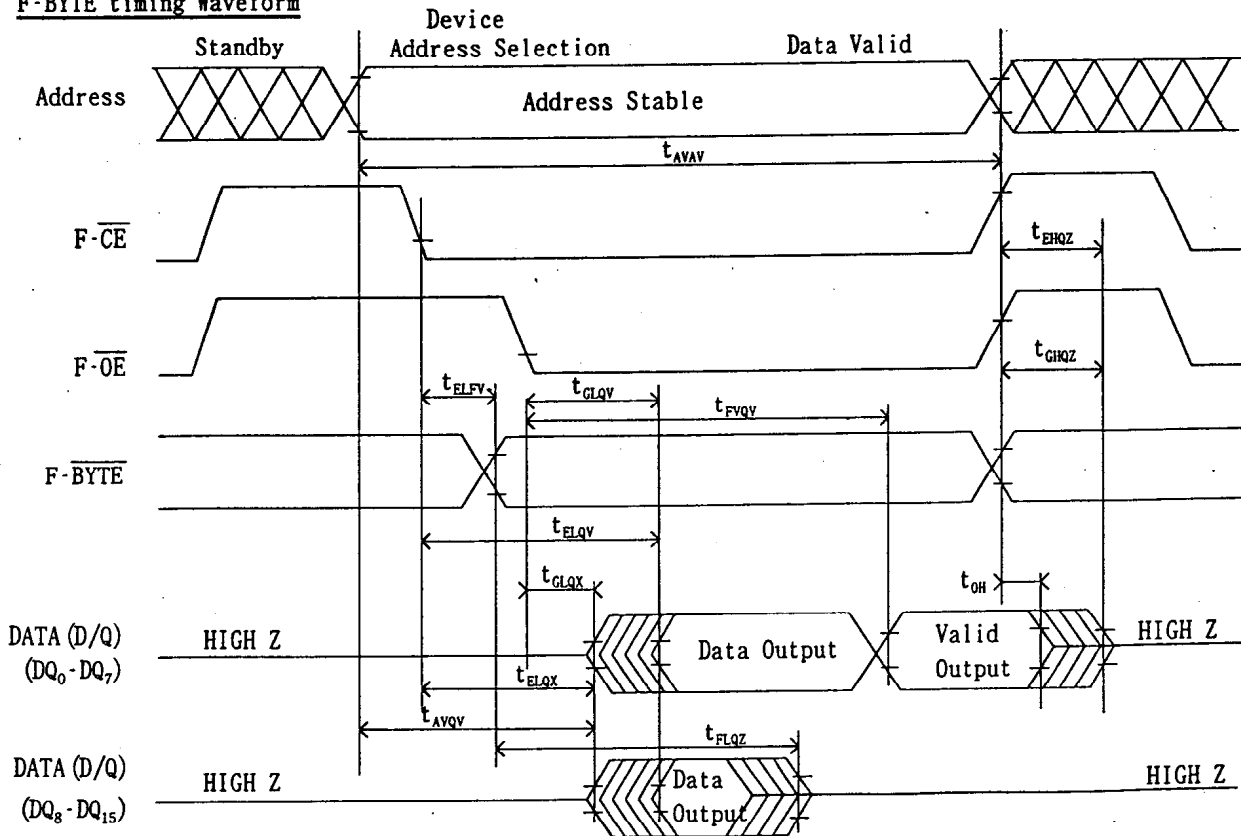 F-BYTE timing Waveform
Standby
Device
Address Selection
Data Valid
Address
Address Stable
tAVAV
F-CE
tEHQZ
F-OE
tGHQZ
tELFV
tGLQV
tFVQV
F-BYTE
tELQV
tGLQX
tOH
DATA (D/Q)
(DQ0-DQ7)
HIGH Z
Data Output
Valid
Output
HIGH Z
tELQX
tAVQV
tFLQZ
DATA (D/Q)
(DQ8-DQ15)
HIGH Z
Data
Output
HIGH Z